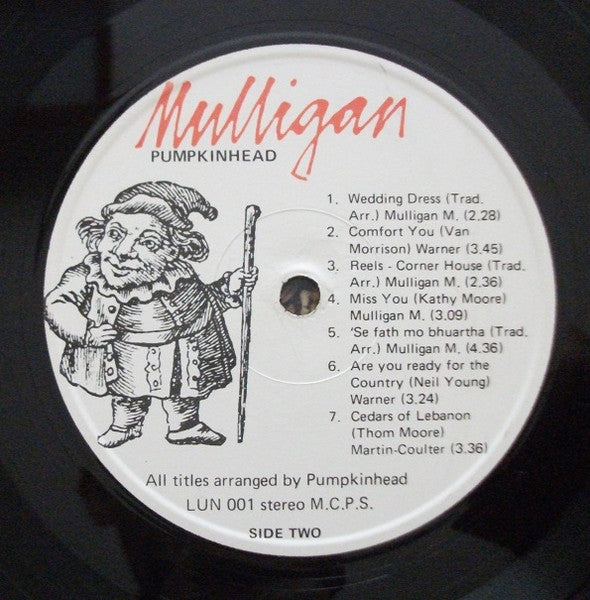 Mulligan
PUMPKINHEAD
1. Wedding Dress (Trad.
Arr.) Mulligan M. (2.28)
2. Comfort You (Van
Morrison) Warner (3.45)
3. Reels - Corner House (Trad.
Arr.) Mulligan M. (2.36)
4. Miss You (Kathy Moore)
Mulligan M. (3.09)
5. 'Se fath mo bhuartha (Trad.
Arr.) Mulligan M. (4.36)
6. Are you ready for the
Country (Neil Young)
Warner (3.24)
7. Cedars of Lebanon
(Thom Moore)
Martin-Coulter (3.36)
All titles arranged by Pumpkinhead
LUN 001 stereo M.C.P.S.
SIDE TWO